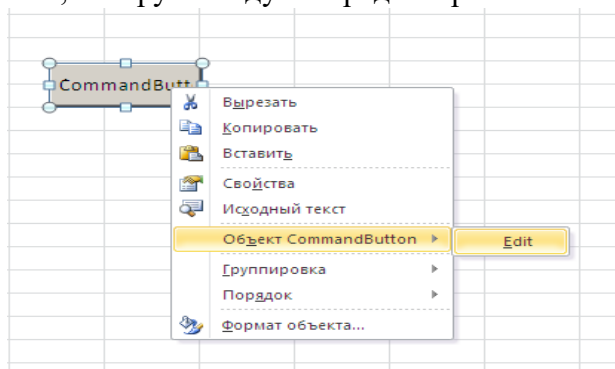 CommandButt
Вырезать
Копировать
Вставить
Свойства
Исходный текст
Объект CommandButton
Edit
Группировка
Порядок
Формат объекта...